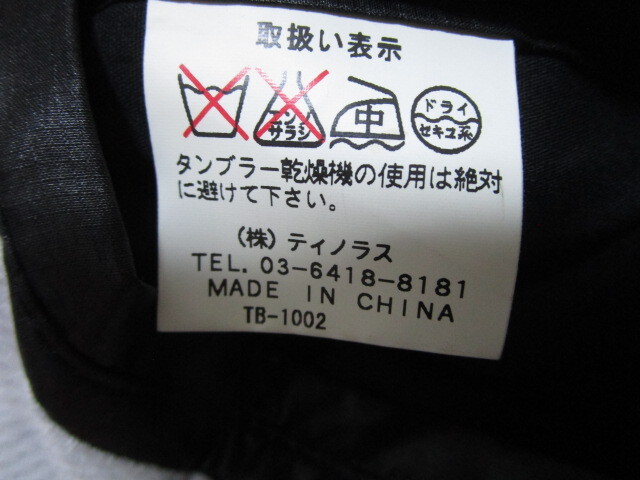 取扱い表示
エンソ
サラシ
中
ドライ
セキユ系
タンブラー乾燥機の使用は絶対
に避けて下さい。
(株) ティノラス
TEL. 03-6418-8181
MADE IN CHINA
TB-1002